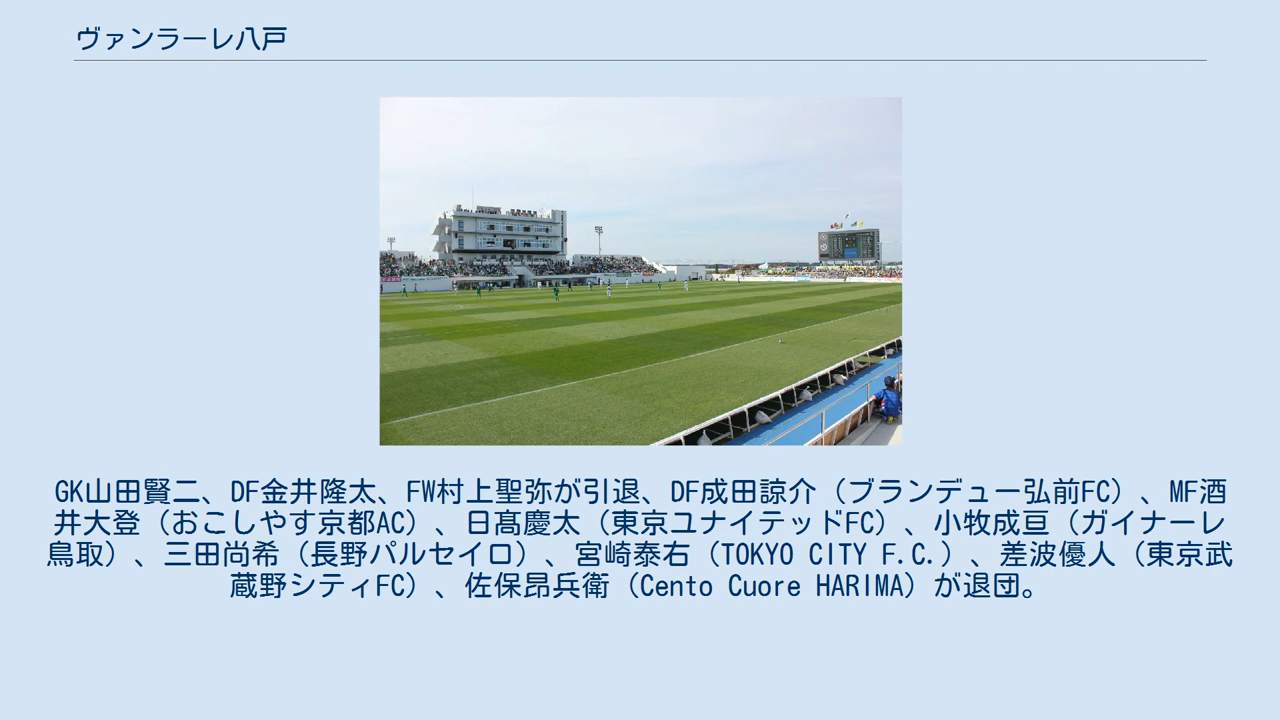 ヴァンラーレ八戸
GK山田賢二、DF金井隆太、FW村上聖弥が引退、DF成田諒介（ブランデュー弘前FC）、MF酒
井大登（おこしやす京都AC）、日髙慶太（東京ユナイテッドFC）、小牧成亘（ガイナーレ
鳥取）、三田尚希（長野パルセイロ）、宮崎泰右（TOKYO CITY F.C.）、差波優人（東京武
蔵野シティFC）、佐保昂兵衛（Cento Cuore HARIMA）が退団。